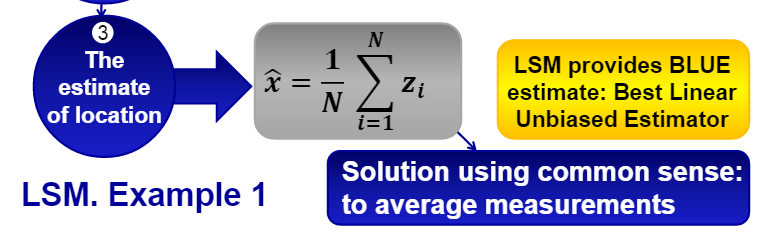 ③
The
estimate
of location
x̂ = 1/N ∑_{i=1}^{N} z_i
LSM provides BLUE
estimate: Best Linear
Unbiased Estimator
Solution using common sense:
to average measurements
LSM. Example 1